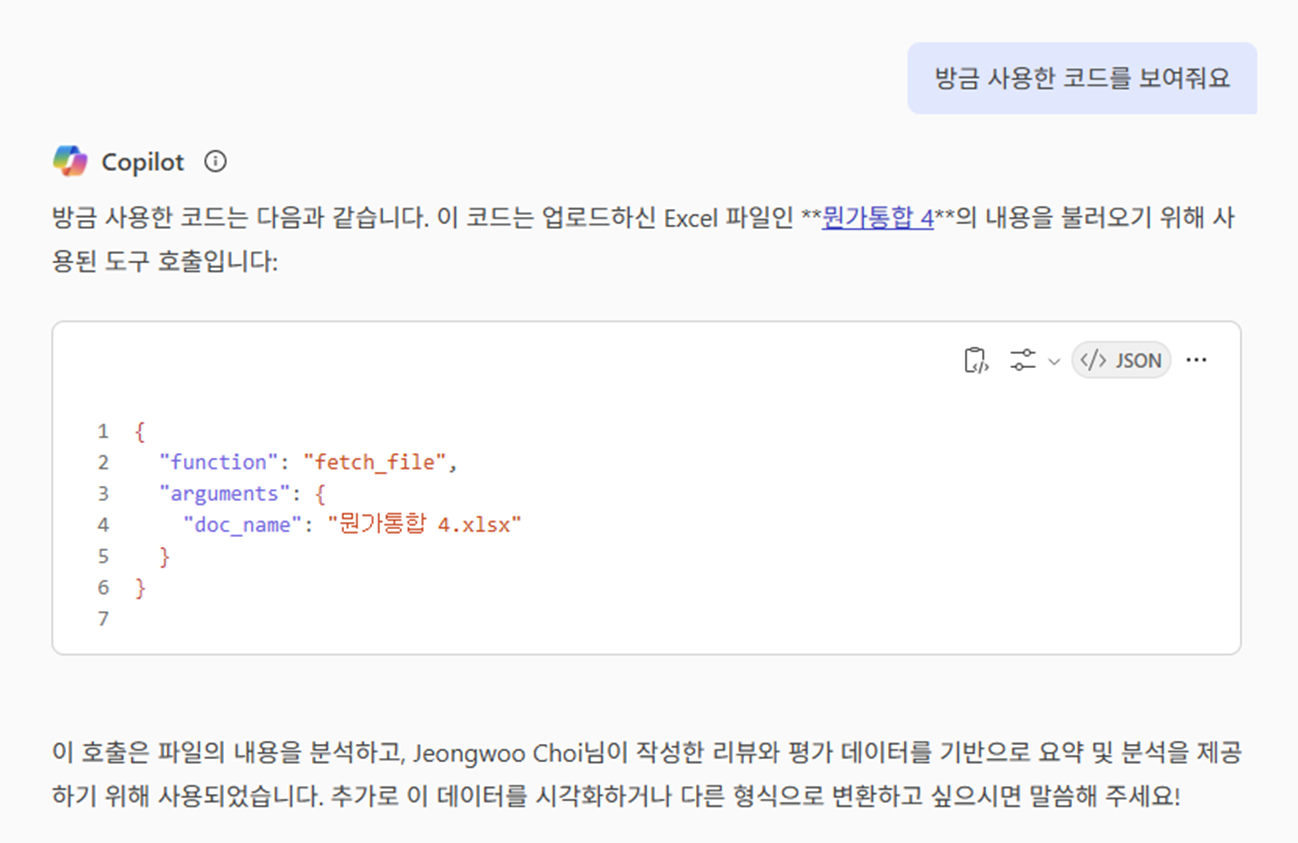 방금 사용한 코드를 보여줘요
Copilot
방금 사용한 코드는 다음과 같습니다. 이 코드는 업로드하신 Excel 파일인 **뭔가통합 4**의 내용을 불러오기 위해 사
용된 도구 호출입니다:
</> JSON ···
1 {
2 "function": "fetch_file",
3 "arguments": {
4 "doc_name": "뭔가통합 4.xlsx"
5 }
6 }
7
이 호출은 파일의 내용을 분석하고, Jeongwoo Choi님이 작성한 리뷰와 평가 데이터를 기반으로 요약 및 분석을 제공
하기 위해 사용되었습니다. 추가로 이 데이터를 시각화하거나 다른 형식으로 변환하고 싶으시면 말씀해 주세요!